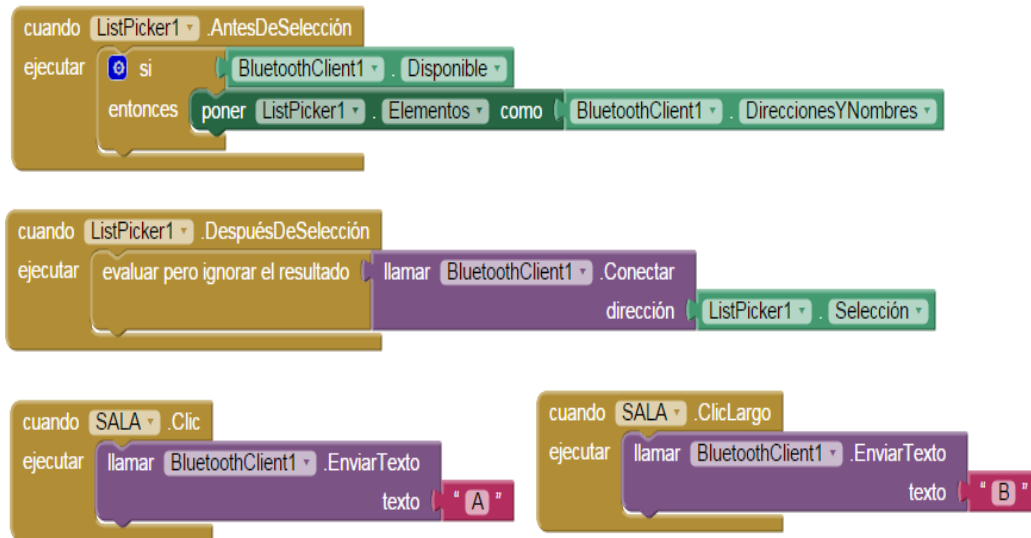 cuando ListPicker1 .AntesDeSelección
ejecutar si BluetoothClient1 . Disponible
entonces poner ListPicker1 . Elementos como BluetoothClient1 . DireccionesYNombres
cuando ListPicker1 .DespuésDeSelección
ejecutar evaluar pero ignorar el resultado llamar BluetoothClient1 .Conectar
dirección ListPicker1 . Selección
cuando SALA .Clic
ejecutar llamar BluetoothClient1 .EnviarTexto
texto " A "
cuando SALA .ClicLargo
ejecutar llamar BluetoothClient1 .EnviarTexto
texto " B "